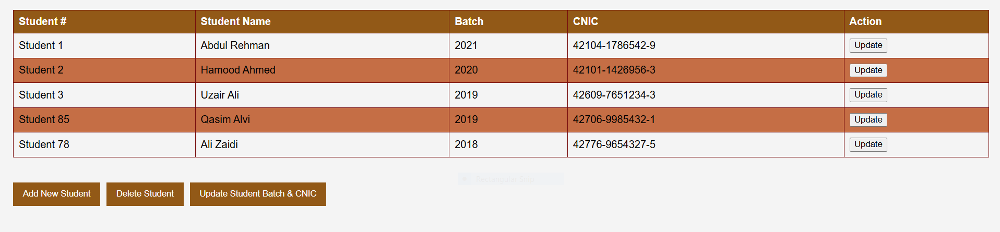 Student # Student Name Batch CNIC Action
Student 1 Abdul Rehman 2021 42104-1786542-9 Update
Student 2 Hamood Ahmed 2020 42101-1426956-3 Update
Student 3 Uzair Ali 2019 42609-7651234-3 Update
Student 85 Qasim Alvi 2019 42706-9985432-1 Update
Student 78 Ali Zaidi 2018 42776-9654327-5 Update
Rectangular Snip
Add New Student Delete Student Update Student Batch & CNIC